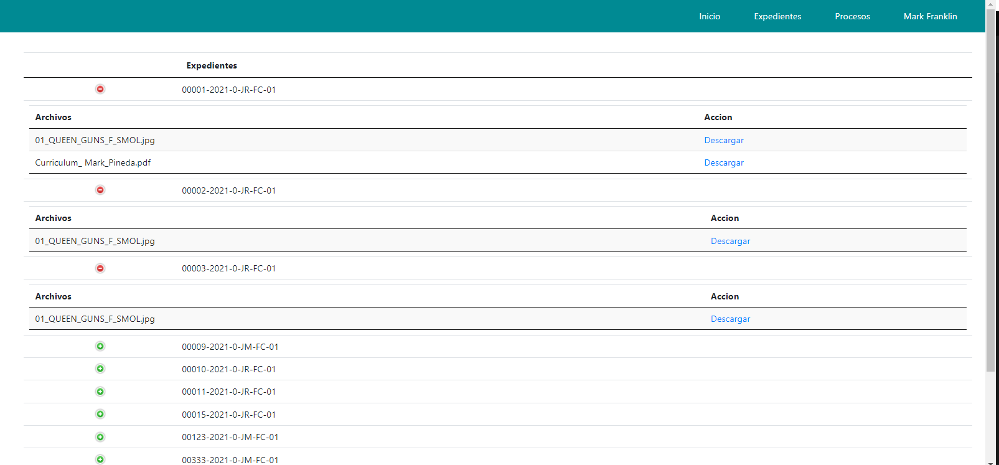 Inicio Expedientes Procesos Mark Franklin
Expedientes
00001-2021-0-JR-FC-01
Archivos Accion
01_QUEEN_GUNS_F_SMOL.jpg Descargar
Curriculum_ Mark_Pineda.pdf Descargar
00002-2021-0-JR-FC-01
Archivos Accion
01_QUEEN_GUNS_F_SMOL.jpg Descargar
00003-2021-0-JR-FC-01
Archivos Accion
01_QUEEN_GUNS_F_SMOL.jpg Descargar
00009-2021-0-JM-FC-01
00010-2021-0-JR-FC-01
00011-2021-0-JR-FC-01
00015-2021-0-JR-FC-01
00123-2021-0-JM-FC-01
00333-2021-0-JM-FC-01